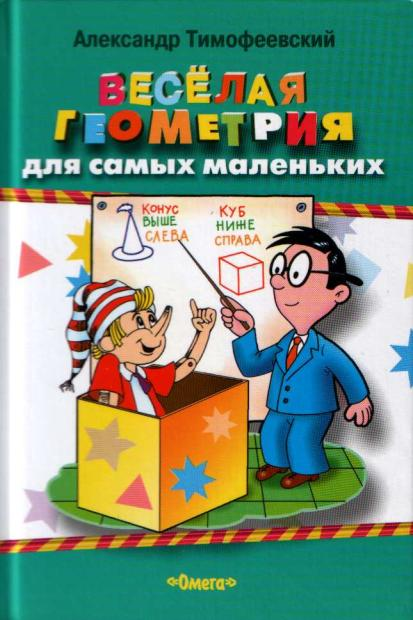 Александр Тимофеевский
ВЕСЁЛАЯ
ГЕОМЕТРИЯ
для самых маленьких
КОНУС
ВЫШЕ
СЛЕВА
КУБ
НИЖЕ
СПРАВА
«Омега»